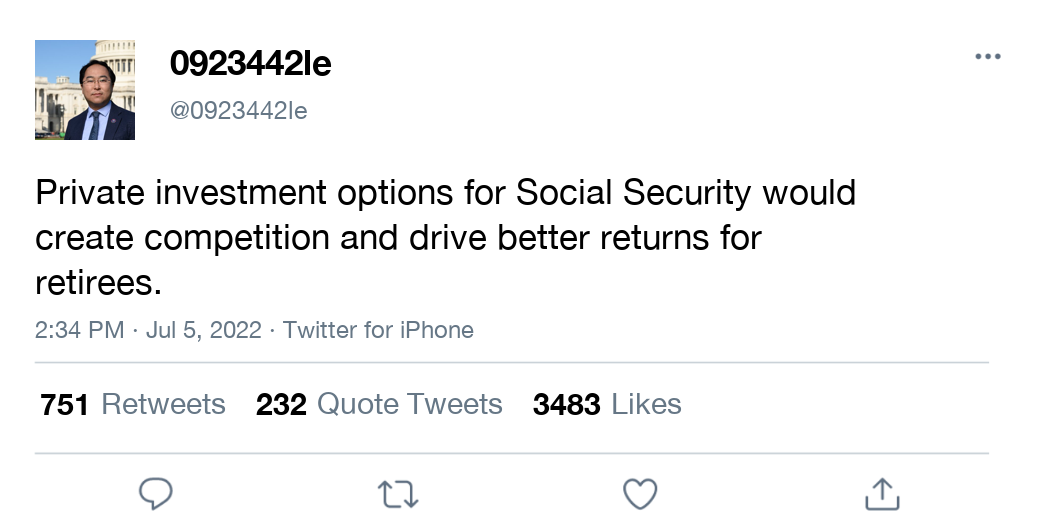 0923442le
@0923442le
Private investment options for Social Security would
create competition and drive better returns for
retirees.
2:34 PM · Jul 5, 2022 · Twitter for iPhone
751 Retweets 232 Quote Tweets 3483 Likes